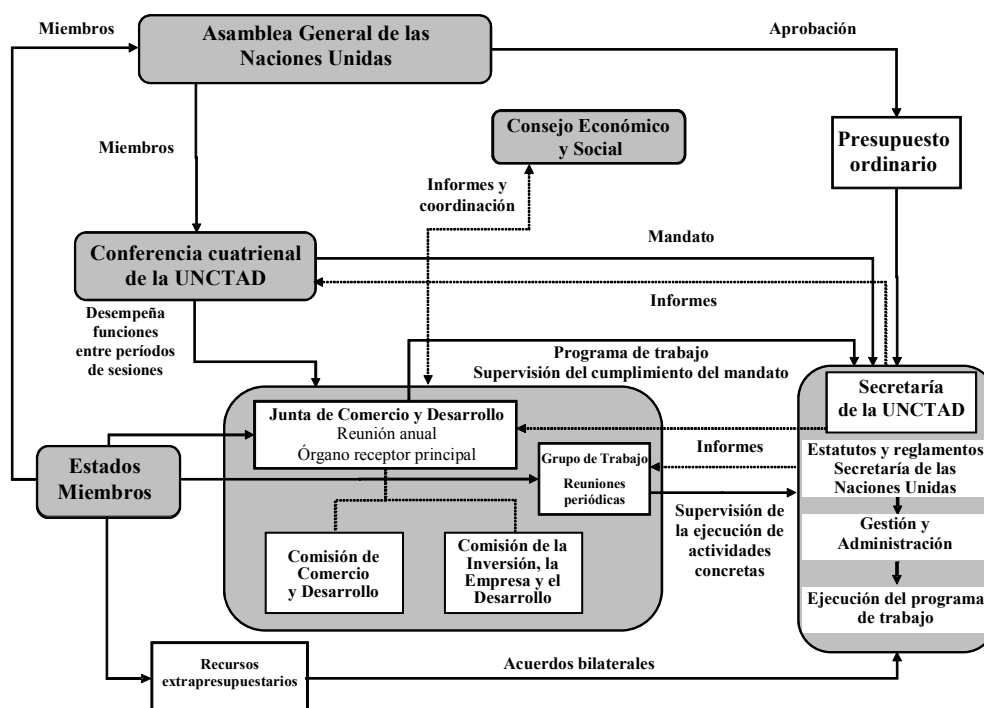 Miembros
Asamblea General de las
Naciones Unidas
Aprobación
Miembros
Consejo Económico
y Social
Presupuesto
ordinario
Informes y
coordinación
Conferencia cuatrienal
de la UNCTAD
Mandato
Informes
Desempeña
funciones
entre períodos
de sesiones
Programa de trabajo
Supervisión del cumplimiento del mandato
Junta de Comercio y Desarrollo
Reunión anual
Órgano receptor principal
Secretaría
de la UNCTAD
Estados
Miembros
Grupo de Trabajo
Reuniones
periódicas
Informes
Estatutos y reglamentos
Secretaría de las
Naciones Unidas
Supervisión de
la ejecución de
actividades
concretas
Gestión y
Administración
Comisión de
Comercio
y Desarrollo
Comisión de la
Inversión, la
Empresa y el
Desarrollo
Ejecución del programa
de trabajo
Recursos
extrapresupuestarios
Acuerdos bilaterales